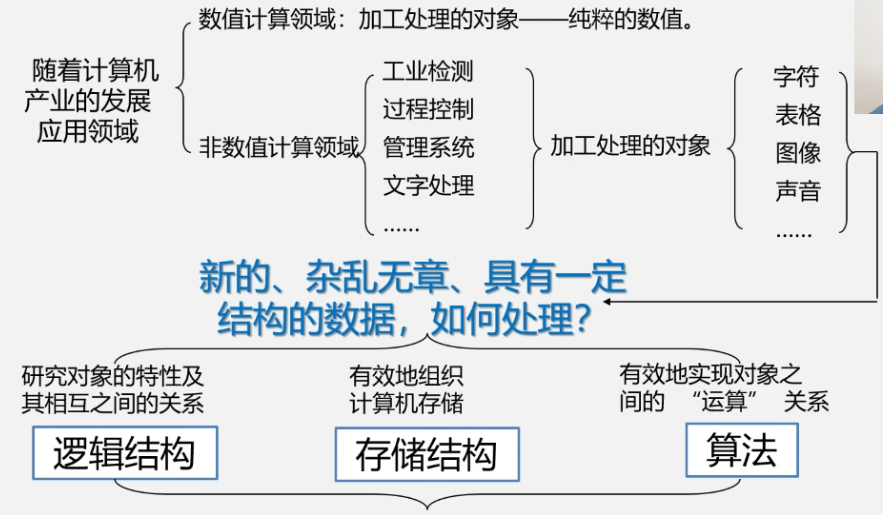 数值计算领域：加工处理的对象——纯粹的数值。
随着计算机
产业的发展
应用领域
非数值计算领域
工业检测
过程控制
管理系统
文字处理
……
加工处理的对象
字符
表格
图像
声音
……
新的、杂乱无章、具有一定
结构的数据，如何处理？
研究对象的特性及
其相互之间的关系
逻辑结构
有效地组织
计算机存储
存储结构
有效地实现对象之
间的 “运算” 关系
算法